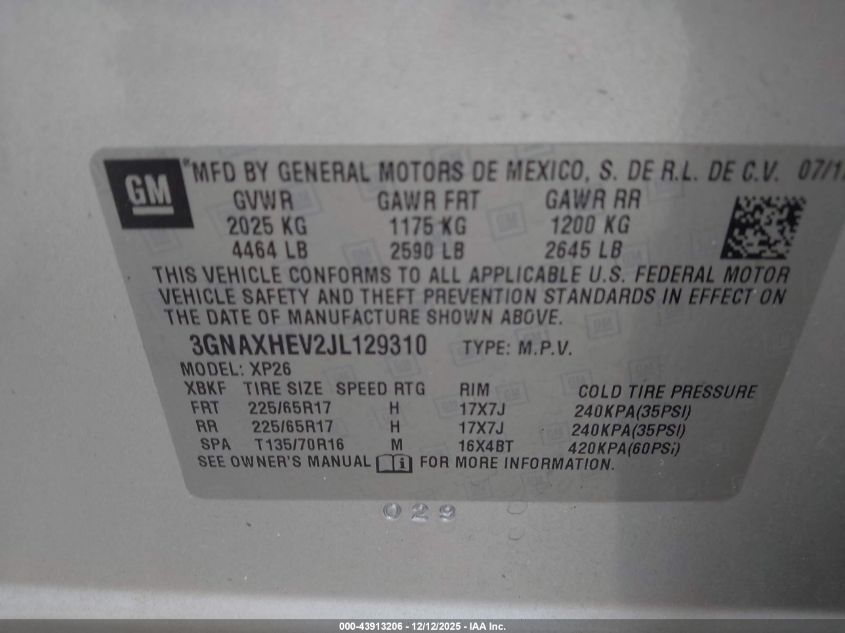 GM
MFD BY GENERAL MOTORS DE MEXICO, S. DE R.L. DE C.V. 07/1
GVWR GAWR FRT GAWR RR
2025 KG 1175 KG 1200 KG
4464 LB 2590 LB 2645 LB
THIS VEHICLE CONFORMS TO ALL APPLICABLE U.S. FEDERAL MOTOR
VEHICLE SAFETY AND THEFT PREVENTION STANDARDS IN EFFECT ON
THE DATE OF MANUFACTURE SHOWN ABOVE.
3GNAXHEV2JL129310 TYPE: M.P.V.
MODEL: XP26
XBKF TIRE SIZE SPEED RTG RIM COLD TIRE PRESSURE
FRT 225/65R17 H 17X7J 240KPA(35PSI)
RR 225/65R17 H 17X7J 240KPA(35PSI)
SPA T135/70R16 M 16X4BT 420KPA(60PSI)
SEE OWNER'S MANUAL i FOR MORE INFORMATION.
029
000-43913206 - 12/12/2025 - IAA Inc.